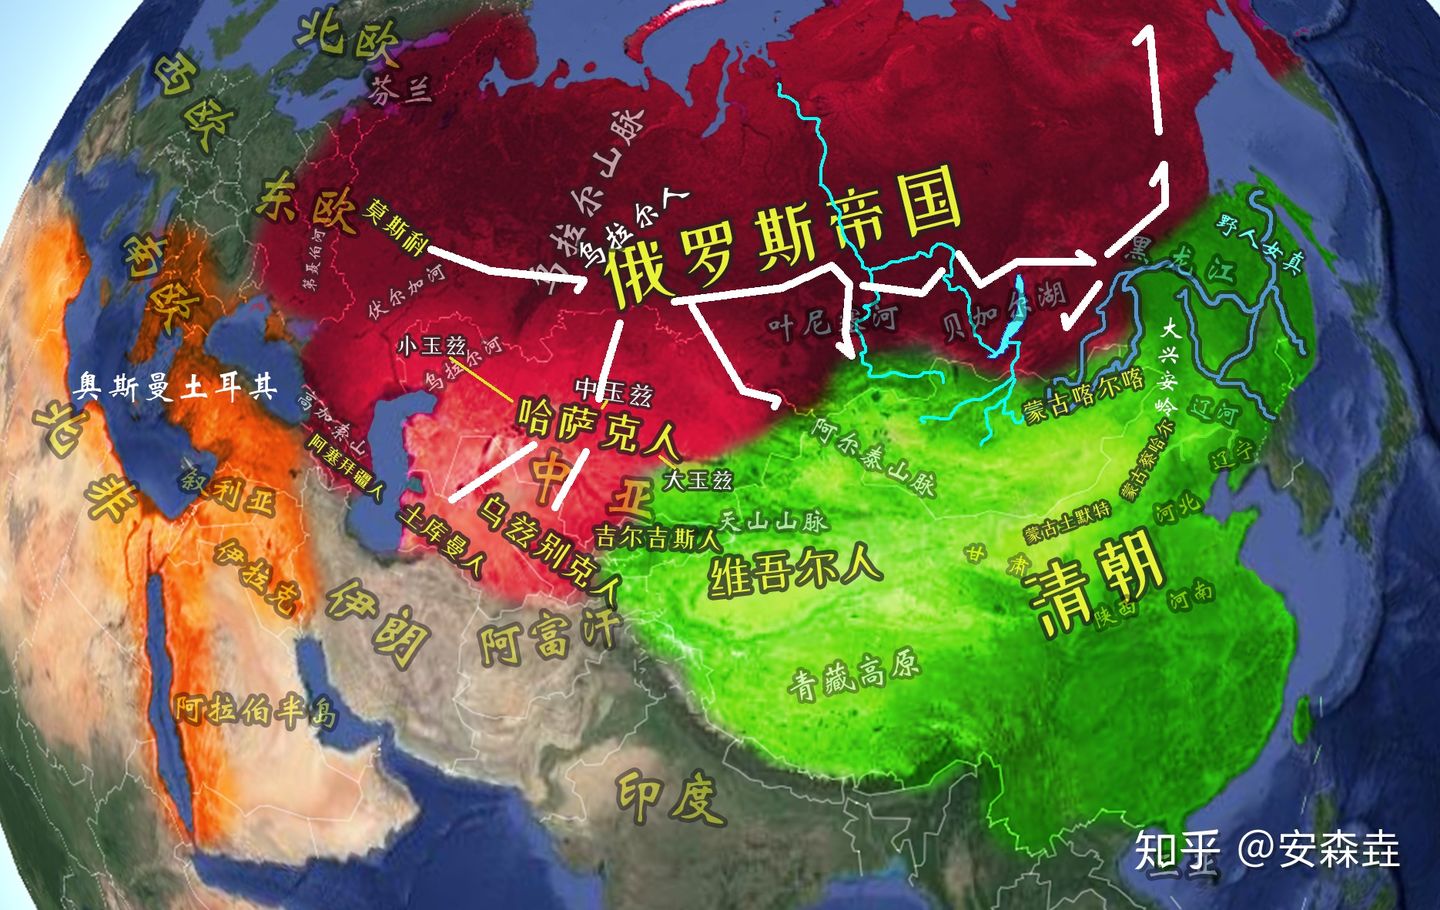 北欧
西欧
芬兰
东欧
莫斯科
第聂伯河
乌拉尔山脉
乌拉尔人
俄罗斯帝国
野人女真
黑龙江
南欧
伏尔加河
叶尼塞河
贝加尔湖
小玉兹
乌拉尔河
中玉兹
大兴安岭
奥斯曼土耳其
高加索山
哈萨克人
蒙古喀尔喀
辽河
北非
阿塞拜疆人
中亚
大玉兹
阿尔泰山脉
蒙古察哈尔
辽宁
叙利亚
土库曼人
乌兹别克人
吉尔吉斯人
天山山脉
蒙古土默特
河北
伊拉克
伊朗
阿富汗
维吾尔人
甘肃
清朝
陕西
河南
青藏高原
阿拉伯半岛
印度
知乎 @安森垚